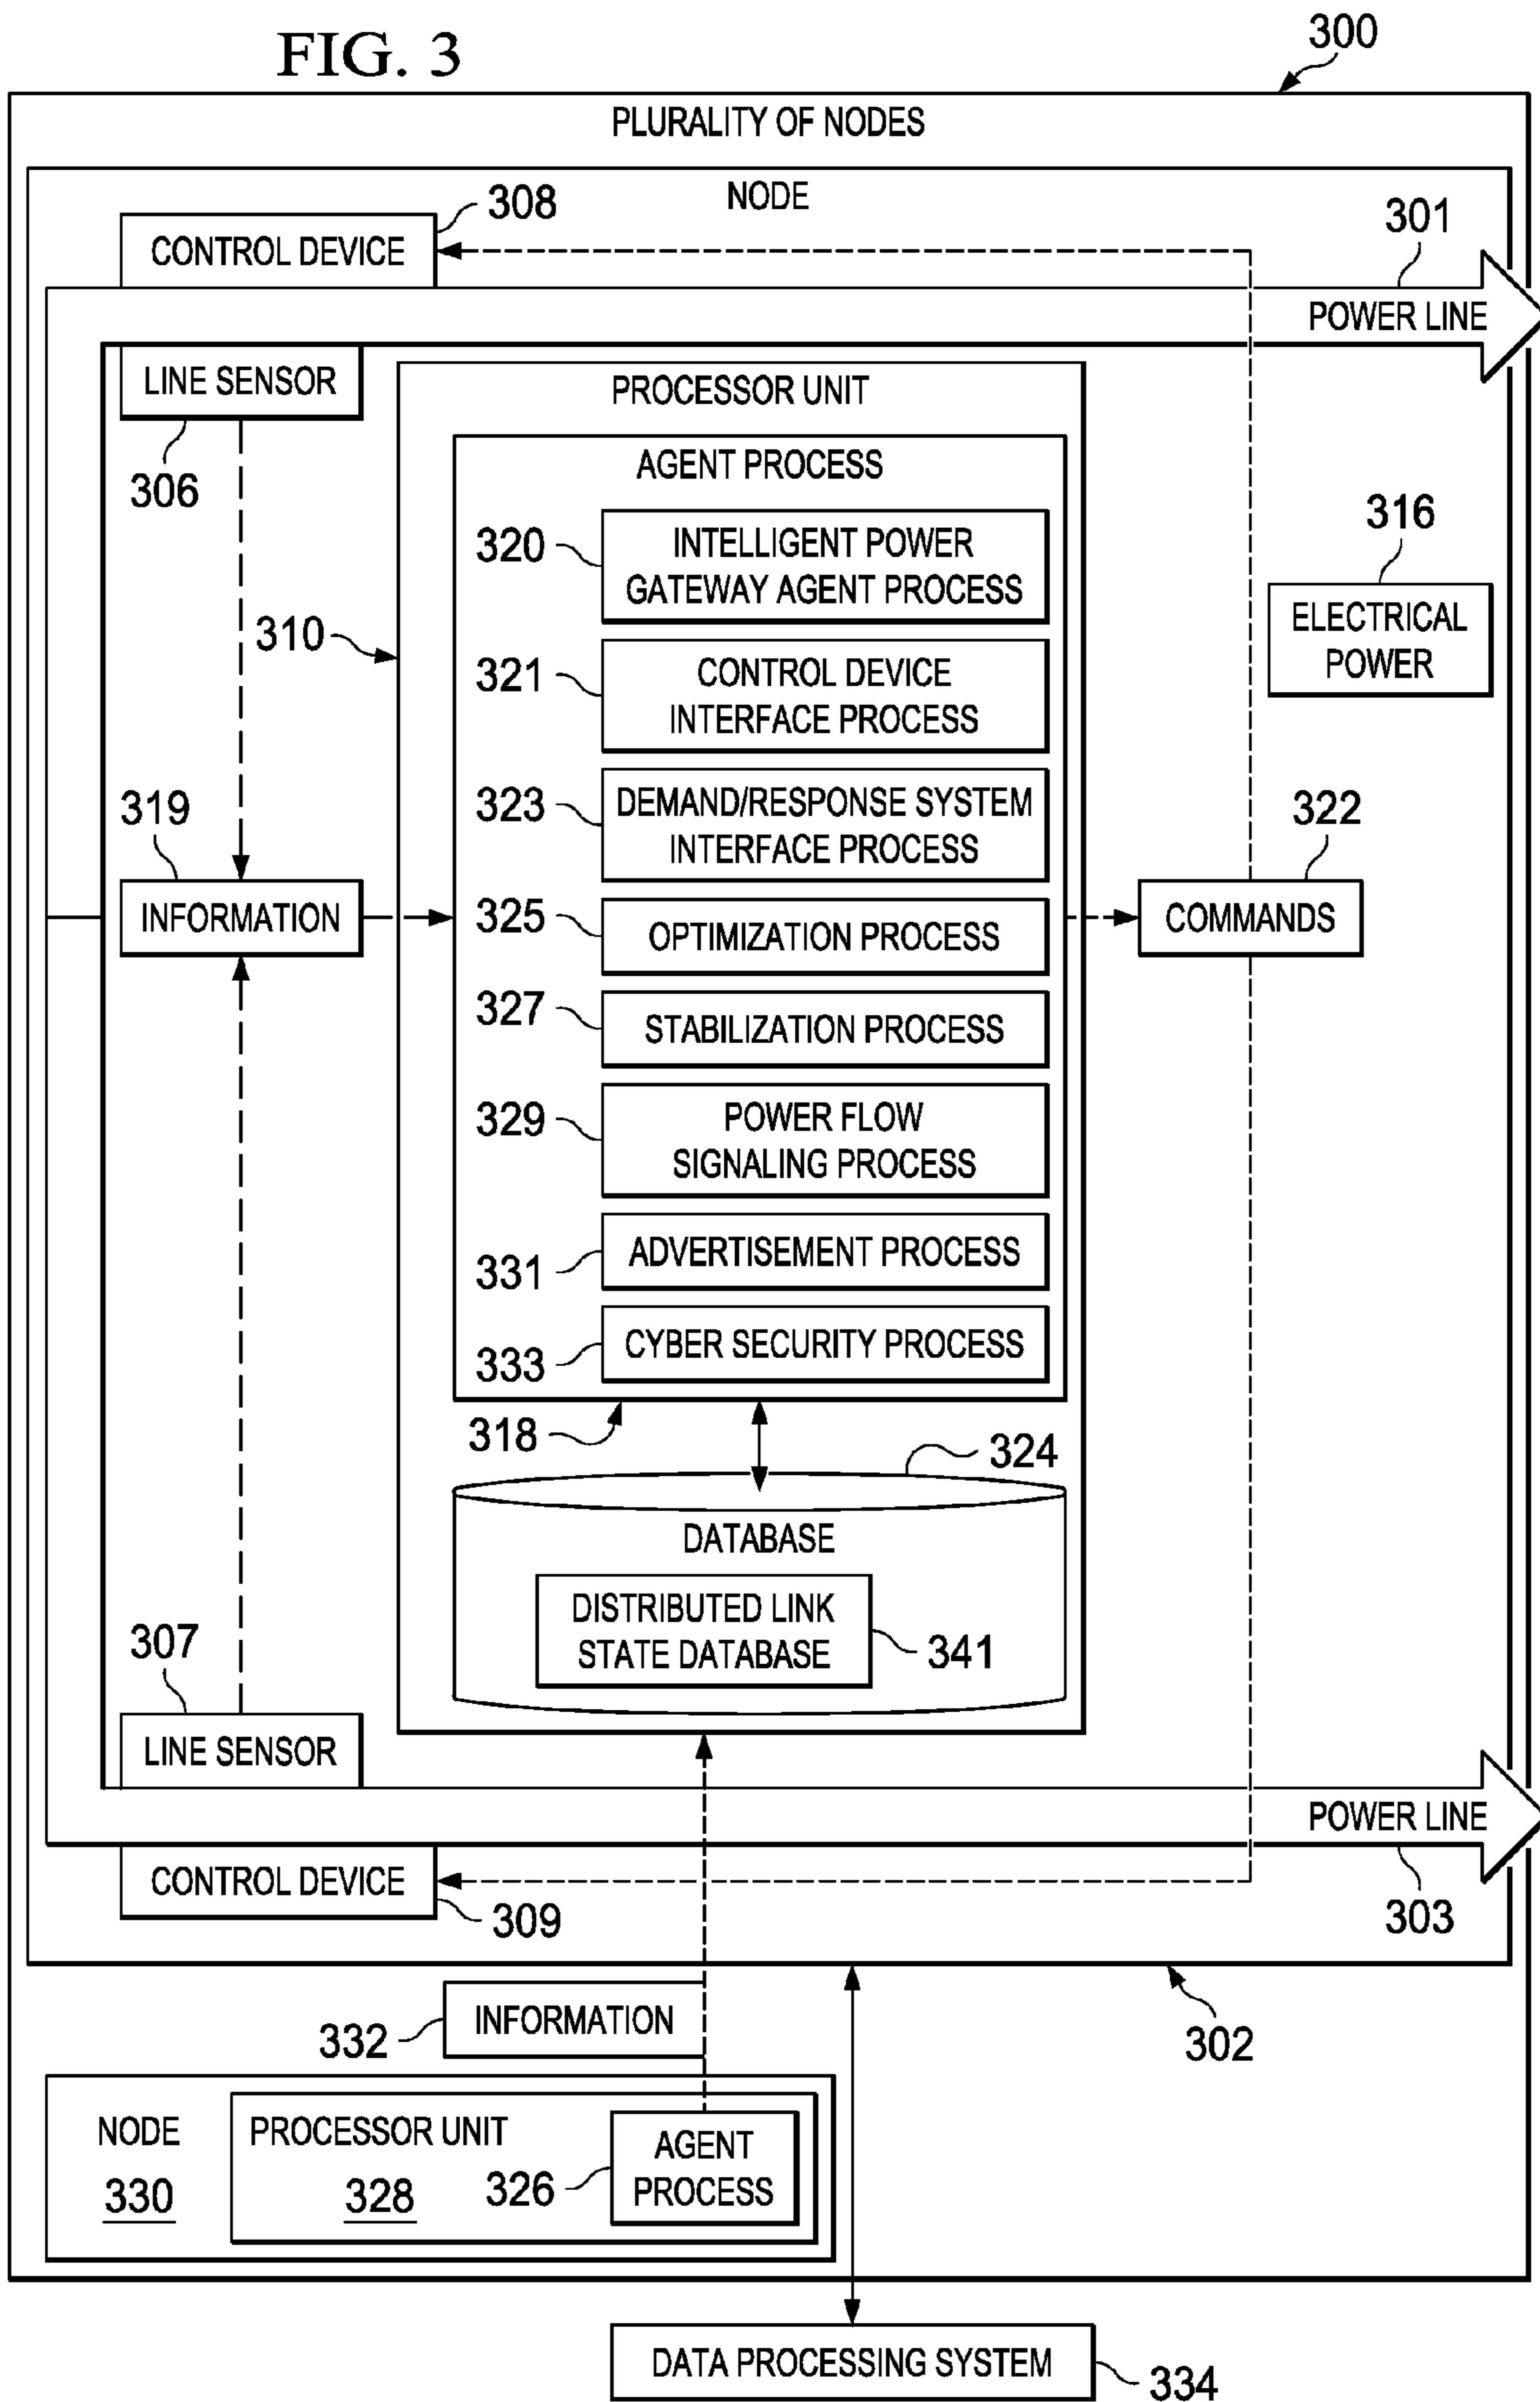 FIG. 3
300
PLURALITY OF NODES
NODE
308
CONTROL DEVICE
301
POWER LINE
LINE SENSOR
306
PROCESSOR UNIT
AGENT PROCESS
320
INTELLIGENT POWER
GATEWAY AGENT PROCESS
316
ELECTRICAL
POWER
310
321
CONTROL DEVICE
INTERFACE PROCESS
323
DEMAND/RESPONSE SYSTEM
INTERFACE PROCESS
319
INFORMATION
322
COMMANDS
325
OPTIMIZATION PROCESS
327
STABILIZATION PROCESS
329
POWER FLOW
SIGNALING PROCESS
331
ADVERTISEMENT PROCESS
333
CYBER SECURITY PROCESS
318
324
DATABASE
DISTRIBUTED LINK
STATE DATABASE
341
307
LINE SENSOR
POWER LINE
303
CONTROL DEVICE
309
302
INFORMATION
332
NODE
330
PROCESSOR UNIT
328
326
AGENT
PROCESS
DATA PROCESSING SYSTEM
334